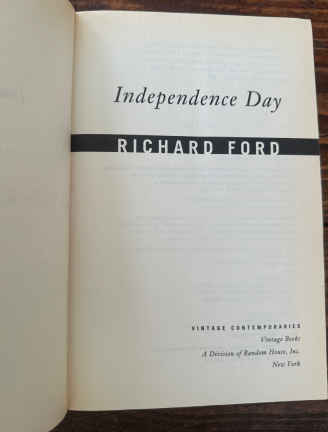 Independence Day
RICHARD FORD
VINTAGE CONTEMPORARIES
Vintage Books
A Division of Random House, Inc.
New York